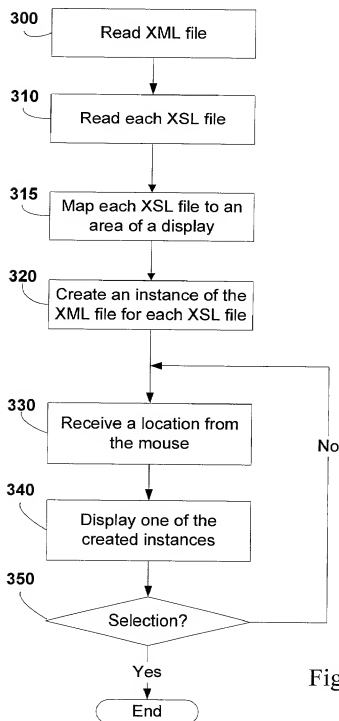 300
Read XML file
310
Read each XSL file
315
Map each XSL file to an
area of a display
320
Create an instance of the
XML file for each XSL file
330
Receive a location from
the mouse
No
340
Display one of the
created instances
350
Selection?
Yes
Fig
End